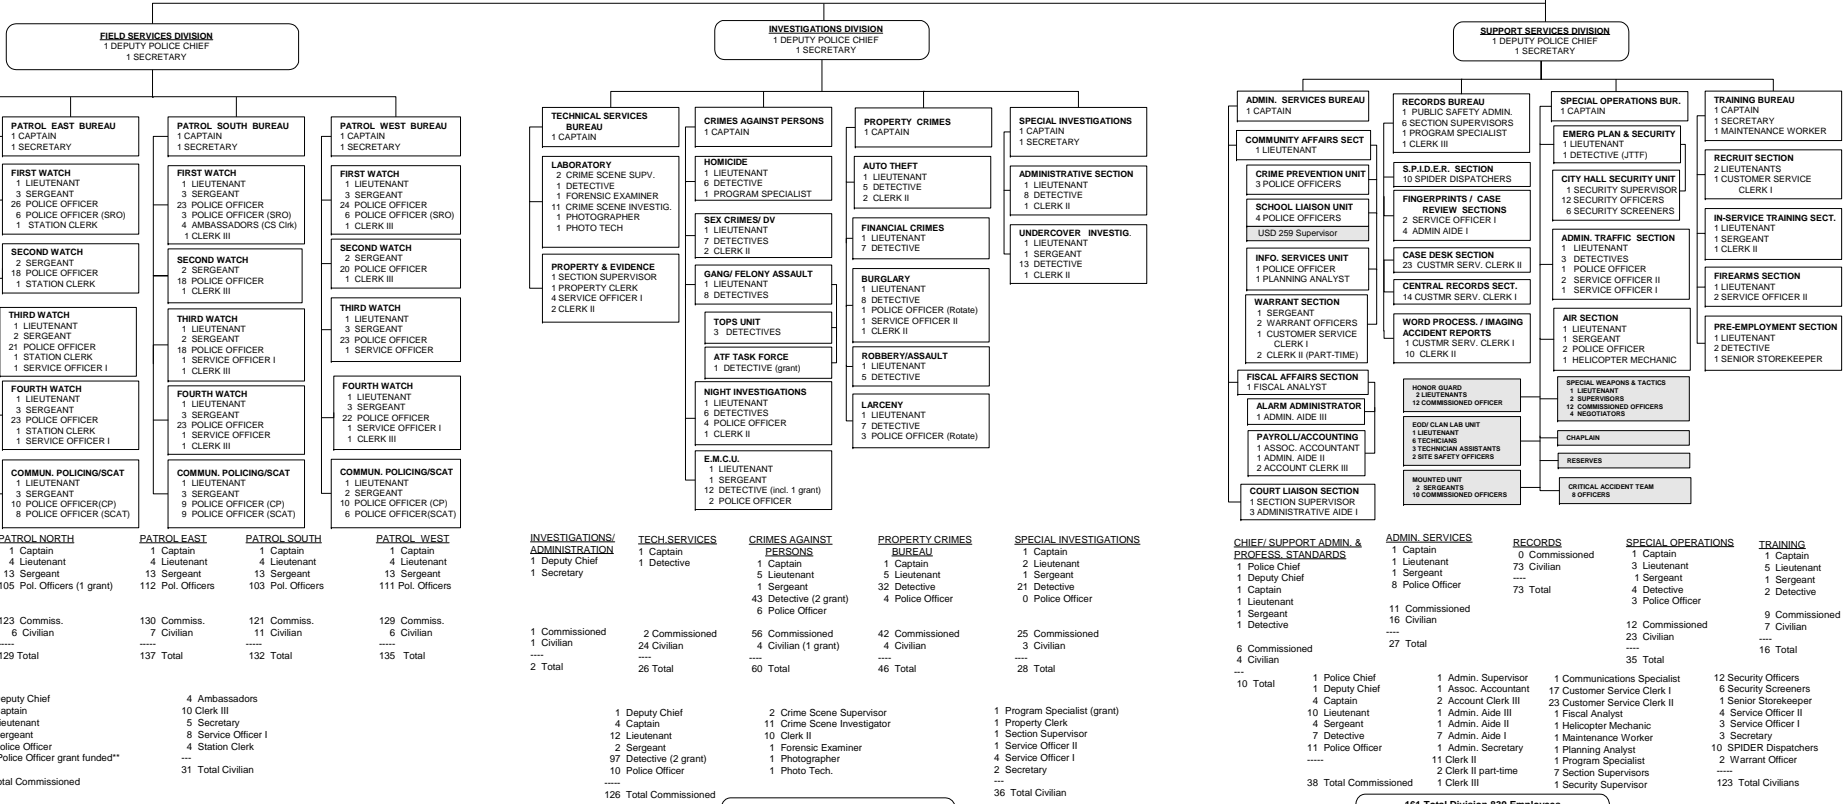 FIELD SERVICES DIVISION
1 DEPUTY POLICE CHIEF
1 SECRETARY
INVESTIGATIONS DIVISION
1 DEPUTY POLICE CHIEF
1 SECRETARY
SUPPORT SERVICES DIVISION
1 DEPUTY POLICE CHIEF
1 SECRETARY
PATROL EAST BUREAU
1 CAPTAIN
1 SECRETARY
FIRST WATCH
1 LIEUTENANT
3 SERGEANT
26 POLICE OFFICER
6 POLICE OFFICER (SRO)
1 STATION CLERK
SECOND WATCH
2 SERGEANT
18 POLICE OFFICER
1 STATION CLERK
THIRD WATCH
1 LIEUTENANT
2 SERGEANT
21 POLICE OFFICER
1 STATION CLERK
1 SERVICE OFFICER I
FOURTH WATCH
1 LIEUTENANT
3 SERGEANT
23 POLICE OFFICER
1 STATION CLERK
1 SERVICE OFFICER I
COMMUN. POLICING/SCAT
1 LIEUTENANT
3 SERGEANT
10 POLICE OFFICER(CP)
8 POLICE OFFICER (SCAT)
PATROL SOUTH BUREAU
1 CAPTAIN
1 SECRETARY
FIRST WATCH
1 LIEUTENANT
3 SERGEANT
23 POLICE OFFICER
3 POLICE OFFICER (SRO)
4 AMBASSADORS (CS Clrk)
1 CLERK III
SECOND WATCH
2 SERGEANT
18 POLICE OFFICER
1 CLERK III
THIRD WATCH
1 LIEUTENANT
2 SERGEANT
18 POLICE OFFICER
1 SERVICE OFFICER I
1 CLERK III
FOURTH WATCH
1 LIEUTENANT
3 SERGEANT
23 POLICE OFFICER
1 SERVICE OFFICER
1 CLERK III
COMMUN. POLICING/SCAT
1 LIEUTENANT
3 SERGEANT
9 POLICE OFFICER(CP)
9 POLICE OFFICER (SCAT)
PATROL WEST BUREAU
1 CAPTAIN
1 SECRETARY
FIRST WATCH
1 LIEUTENANT
3 SERGEANT
24 POLICE OFFICER
6 POLICE OFFICER (SRO)
1 CLERK III
SECOND WATCH
2 SERGEANT
20 POLICE OFFICER
1 CLERK III
THIRD WATCH
1 LIEUTENANT
3 SERGEANT
23 POLICE OFFICER
1 SERVICE OFFICER
FOURTH WATCH
1 LIEUTENANT
3 SERGEANT
22 POLICE OFFICER
1 SERVICE OFFICER I
1 CLERK III
COMMUN. POLICING/SCAT
1 LIEUTENANT
2 SERGEANT
10 POLICE OFFICER (CP)
6 POLICE OFFICER(SCAT)
TECHNICAL SERVICES
BUREAU
1 CAPTAIN
LABORATORY
2 CRIME SCENE SUPV.
1 DETECTIVE
1 FORENSIC EXAMINER
11 CRIME SCENE INVESTIG.
1 PHOTOGRAPHER
1 PHOTO TECH
PROPERTY & EVIDENCE
1 SECTION SUPERVISOR
1 PROPERTY CLERK
4 SERVICE OFFICER I
2 CLERK II
CRIMES AGAINST PERSONS
1 CAPTAIN
HOMICIDE
1 LIEUTENANT
6 DETECTIVE
1 PROGRAM SPECIALIST
SEX CRIMES/ DV
1 LIEUTENANT
7 DETECTIVES
2 CLERK II
GANG/ FELONY ASSAULT
1 LIEUTENANT
8 DETECTIVES
TOPS UNIT
3 DETECTIVES
ATF TASK FORCE
1 DETECTIVE (grant)
NIGHT INVESTIGATIONS
1 LIEUTENANT
6 DETECTIVES
4 POLICE OFFICER
1 CLERK II
E.M.C.U.
1 LIEUTENANT
1 SERGEANT
12 DETECTIVE (incl. 1 grant)
2 POLICE OFFICER
PROPERTY CRIMES
1 CAPTAIN
AUTO THEFT
1 LIEUTENANT
5 DETECTIVE
2 CLERK II
FINANCIAL CRIMES
1 LIEUTENANT
7 DETECTIVE
BURGLARY
1 LIEUTENANT
8 DETECTIVE
1 POLICE OFFICER (Rotate)
1 SERVICE OFFICER II
1 CLERK II
ROBBERY/ASSAULT
1 LIEUTENANT
5 DETECTIVE
LARCENY
1 LIEUTENANT
7 DETECTIVE
3 POLICE OFFICER (Rotate)
SPECIAL INVESTIGATIONS
1 CAPTAIN
1 SECRETARY
ADMINISTRATIVE SECTION
1 LIEUTENANT
8 DETECTIVE
1 CLERK II
UNDERCOVER INVESTIG.
1 LIEUTENANT
1 SERGEANT
13 DETECTIVE
1 CLERK II
ADMIN. SERVICES BUREAU
1 CAPTAIN
COMMUNITY AFFAIRS SECT
1 LIEUTENANT
CRIME PREVENTION UNIT
3 POLICE OFFICERS
SCHOOL LIAISON UNIT
4 POLICE OFFICERS
USD 259 Supervisor
INFO. SERVICES UNIT
1 POLICE OFFICER
1 PLANNING ANALYST
WARRANT SECTION
1 SERGEANT
2 WARRANT OFFICERS
1 CUSTOMER SERVICE
CLERK I
2 CLERK II (PART-TIME)
FISCAL AFFAIRS SECTION
1 FISCAL ANALYST
ALARM ADMINISTRATOR
1 ADMIN. AIDE III
PAYROLL/ACCOUNTING
1 ASSOC. ACCOUNTANT
1 ADMIN. AIDE II
2 ACCOUNT CLERK III
COURT LIAISON SECTION
1 SECTION SUPERVISOR
3 ADMINISTRATIVE AIDE I
RECORDS BUREAU
1 PUBLIC SAFETY ADMIN.
6 SECTION SUPERVISORS
1 PROGRAM SPECIALIST
1 CLERK III
S.P.I.D.E.R. SECTION
10 SPIDER DISPATCHERS
FINGERPRINTS / CASE
REVIEW SECTIONS
2 SERVICE OFFICER I
4 ADMIN AIDE I
CASE DESK SECTION
23 CUSTMR SERV. CLERK II
CENTRAL RECORDS SECT.
14 CUSTMR SERV. CLERK I
WORD PROCESS. / IMAGING
ACCIDENT REPORTS
1 CUSTMR SERV. CLERK I
10 CLERK II
HONOR GUARD
2 LIEUTENANTS
12 COMMISSIONED OFFICER
EOD/ CLAN LAB UNIT
1 LIEUTENANT
6 TECHICIANS
3 TECHNICIAN ASSISTANTS
2 SITE SAFETY OFFICERS
MOUNTED UNIT
2 SERGEANTS
10 COMMISSIONED OFFICERS
SPECIAL OPERATIONS BUR.
1 CAPTAIN
EMERG PLAN & SECURITY
1 LIEUTENANT
1 DETECTIVE (JTTF)
CITY HALL SECURITY UNIT
1 SECURITY SUPERVISOR
12 SECURITY OFFICERS
6 SECURITY SCREENERS
ADMIN. TRAFFIC SECTION
1 LIEUTENANT
3 DETECTIVES
1 POLICE OFFICER
2 SERVICE OFFICER II
1 SERVICE OFFICER I
AIR SECTION
1 LIEUTENANT
1 SERGEANT
2 POLICE OFFICER
1 HELICOPTER MECHANIC
SPECIAL WEAPONS & TACTICS
1 LIEUTENANT
2 SUPERVISORS
12 COMMISSIONED OFFICERS
4 NEGOTIATORS
CHAPLAIN
RESERVES
CRITICAL ACCIDENT TEAM
8 OFFICERS
TRAINING BUREAU
1 CAPTAIN
1 SECRETARY
1 MAINTENANCE WORKER
RECRUIT SECTION
2 LIEUTENANTS
1 CUSTOMER SERVICE
CLERK I
IN-SERVICE TRAINING SECT.
1 LIEUTENANT
1 SERGEANT
1 CLERK II
FIREARMS SECTION
1 LIEUTENANT
2 SERVICE OFFICER II
PRE-EMPLOYMENT SECTION
1 LIEUTENANT
2 DETECTIVE
1 SENIOR STOREKEEPER
PATROL NORTH
1 Captain
4 Lieutenant
13 Sergeant
105 Pol. Officers (1 grant)
123 Commiss.
6 Civilian
-----
129 Total
PATROL EAST
1 Captain
4 Lieutenant
13 Sergeant
112 Pol. Officers
130 Commiss.
7 Civilian
-----
137 Total
PATROL SOUTH
1 Captain
4 Lieutenant
13 Sergeant
103 Pol. Officers
121 Commiss.
11 Civilian
-----
132 Total
PATROL WEST
1 Captain
4 Lieutenant
13 Sergeant
111 Pol. Officers
129 Commiss.
6 Civilian
-----
135 Total
INVESTIGATIONS/
ADMINISTRATION
1 Deputy Chief
1 Secretary
1 Commissioned
1 Civilian
----
2 Total
TECH.SERVICES
1 Captain
1 Detective
2 Commissioned
24 Civilian
----
26 Total
CRIMES AGAINST
PERSONS
1 Captain
5 Lieutenant
1 Sergeant
43 Detective (2 grant)
6 Police Officer
56 Commissioned
4 Civilian (1 grant)
----
60 Total
PROPERTY CRIMES
BUREAU
1 Captain
5 Lieutenant
32 Detective
4 Police Officer
42 Commissioned
4 Civilian
----
46 Total
SPECIAL INVESTIGATIONS
1 Captain
2 Lieutenant
1 Sergeant
21 Detective
0 Police Officer
25 Commissioned
3 Civilian
----
28 Total
CHIEF/ SUPPORT ADMIN. &
PROFESS. STANDARDS
1 Police Chief
1 Deputy Chief
1 Captain
1 Lieutenant
1 Sergeant
1 Detective
6 Commissioned
4 Civilian
---
10 Total
ADMIN. SERVICES
1 Captain
1 Lieutenant
1 Sergeant
8 Police Officer
11 Commissioned
16 Civilian
----
27 Total
RECORDS
0 Commissioned
73 Civilian
----
73 Total
SPECIAL OPERATIONS
1 Captain
3 Lieutenant
1 Sergeant
4 Detective
3 Police Officer
12 Commissioned
23 Civilian
----
35 Total
TRAINING
1 Captain
5 Lieutenant
1 Sergeant
2 Detective
9 Commissioned
7 Civilian
----
16 Total
eputy Chief
aptain
ieutenant
ergeant
olice Officer
Police Officer grant funded**
otal Commissioned
4 Ambassadors
10 Clerk III
5 Secretary
8 Service Officer I
4 Station Clerk
---
31 Total Civilian
1 Deputy Chief
4 Captain
12 Lieutenant
2 Sergeant
97 Detective (2 grant)
10 Police Officer
-----
126 Total Commissioned
2 Crime Scene Supervisor
11 Crime Scene Investigator
10 Clerk II
1 Forensic Examiner
1 Photographer
1 Photo Tech.
1 Program Specialist (grant)
1 Property Clerk
1 Section Supervisor
1 Service Officer II
4 Service Officer I
2 Secretary
---
36 Total Civilian
1 Police Chief
1 Deputy Chief
4 Captain
10 Lieutenant
4 Sergeant
7 Detective
11 Police Officer
-----
38 Total Commissioned
1 Admin. Supervisor
1 Assoc. Accountant
2 Account Clerk III
1 Admin. Aide III
1 Admin. Aide II
7 Admin. Aide I
1 Admin. Secretary
11 Clerk II
2 Clerk II part-time
1 Clerk III
1 Communications Specialist
17 Customer Service Clerk I
23 Customer Service Clerk II
1 Fiscal Analyst
1 Helicopter Mechanic
1 Maintenance Worker
1 Planning Analyst
1 Program Specialist
7 Section Supervisors
1 Security Supervisor
12 Security Officers
6 Security Screeners
1 Senior Storekeeper
4 Service Officer II
3 Service Officer I
3 Secretary
10 SPIDER Dispatchers
2 Warrant Officer
-----
123 Total Civilians